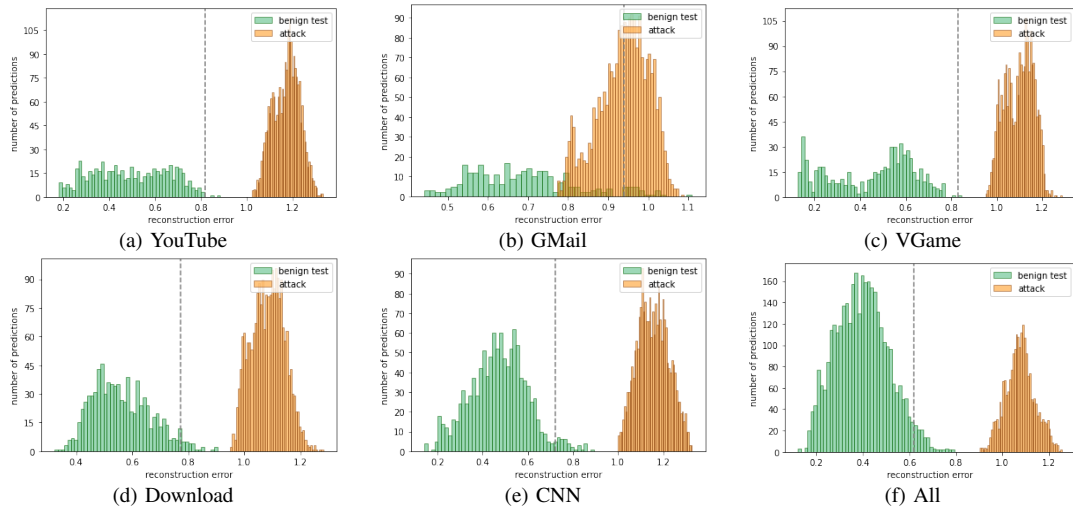 105
90
75
60
45
30
15
0
number of predictions
benign test
attack
0.2 0.4 0.6 0.8 1.0 1.2
reconstruction error
(a) YouTube
90
80
70
60
50
40
30
20
10
0
number of predictions
benign test
attack
0.5 0.6 0.7 0.8 0.9 1.0 1.1
reconstruction error
(b) GMail
105
90
75
60
45
30
15
0
number of predictions
benign test
attack
0.2 0.4 0.6 0.8 1.0 1.2
reconstruction error
(c) VGame
90
75
60
45
30
15
0
number of predictions
benign test
attack
0.4 0.6 0.8 1.0 1.2
reconstruction error
(d) Download
90
80
70
60
50
40
30
20
10
0
number of predictions
benign test
attack
0.2 0.4 0.6 0.8 1.0 1.2
reconstruction error
(e) CNN
160
140
120
100
80
60
40
20
0
number of predictions
benign test
attack
0.2 0.4 0.6 0.8 1.0 1.2
reconstruction error
(f) All